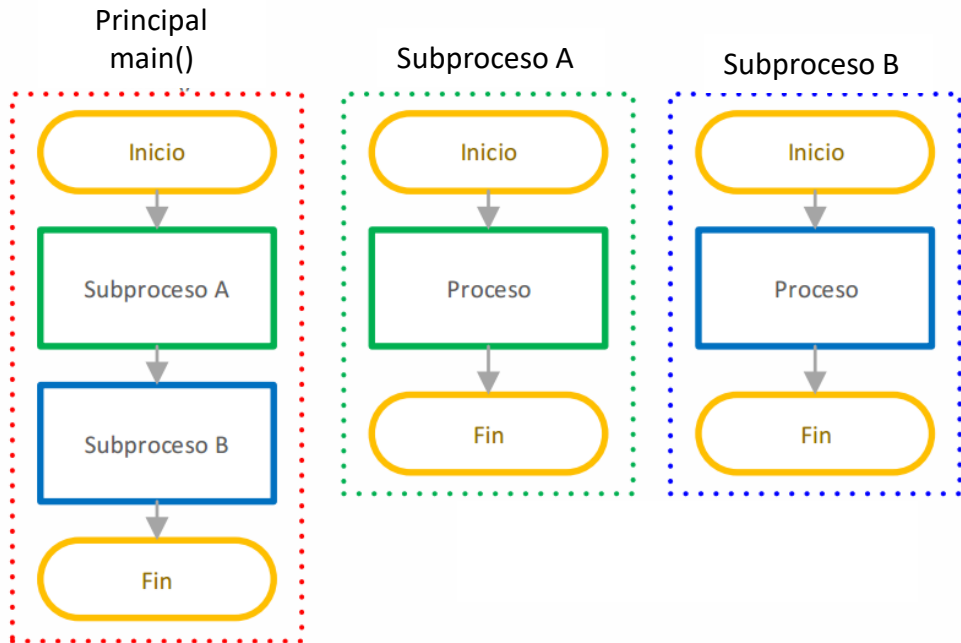 Principal
main()
Inicio
Subproceso A
Subproceso B
Fin
Subproceso A
Inicio
Proceso
Fin
Subproceso B
Inicio
Proceso
Fin